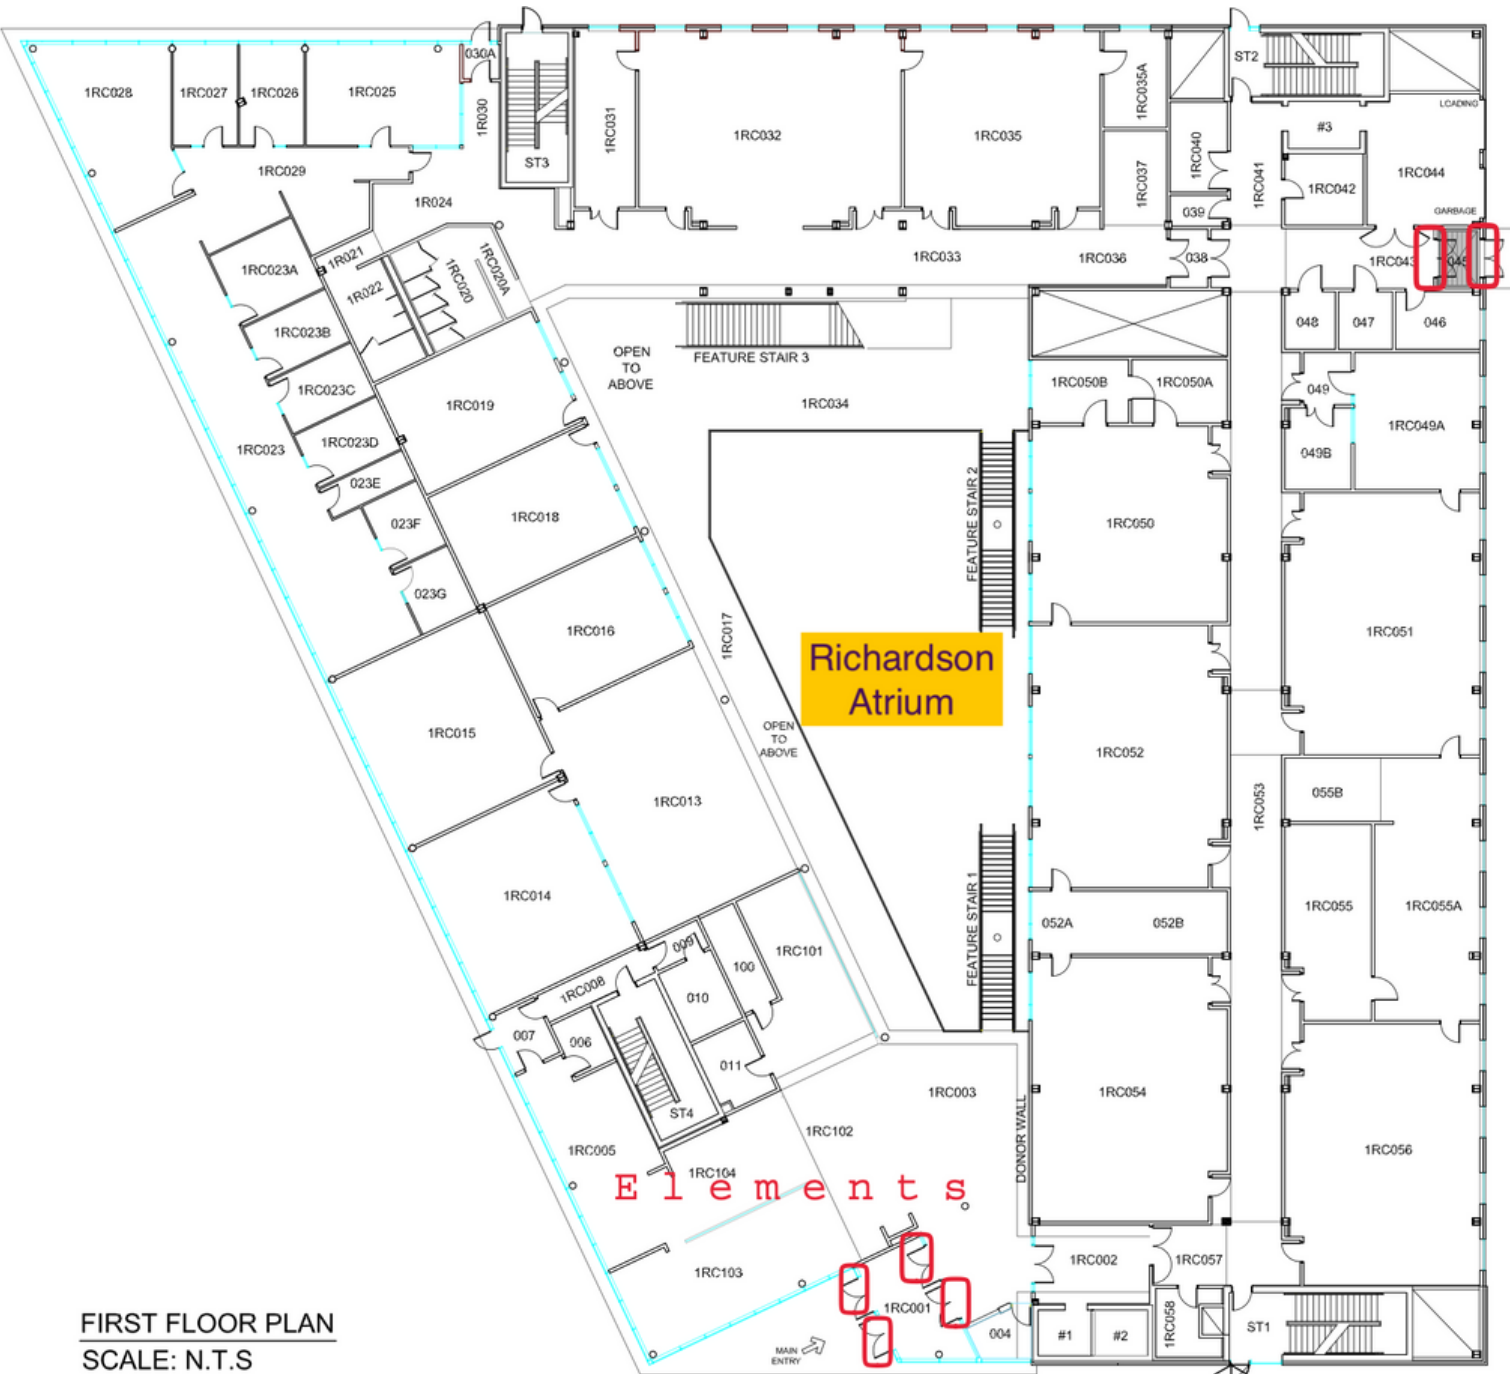 030A
ST2
1RC028
1RC027
1RC026
1RC025
1R030
1RC031
1RC032
1RC035
1RC035A
LOADING
#3
ST3
1RC040
1RC041
1RC044
1RC029
1RC037
1RC042
1R024
039
GARBAGE
1R021
1RC023A
1R022
1RC020
1RC020A
1RC033
1RC036
038
1RC043
045
1RC023B
048
047
046
OPEN
TO
ABOVE
FEATURE STAIR 3
1RC023C
1RC019
1RC034
1RC050B
1RC050A
049
1RC049A
1RC023
1RC023D
049B
023E
FEATURE STAIR 2
1RC018
023F
1RC050
023G
1RC016
1RC017
1RC051
Richardson
Atrium
1RC015
OPEN
TO
ABOVE
1RC052
1RC013
1RC053
055B
1RC014
1RC055
1RC055A
FEATURE STAIR 1
052A
052B
009
1RC101
100
1RC008
010
007
006
011
1RC003
1RC054
ST4
DONOR WALL
1RC102
1RC005
1RC104
1RC056
Elements
1RC103
1RC002
1RC057
1RC001
004
#1
#2
1RC058
ST1
MAIN
ENTRY
FIRST FLOOR PLAN
SCALE: N.T.S